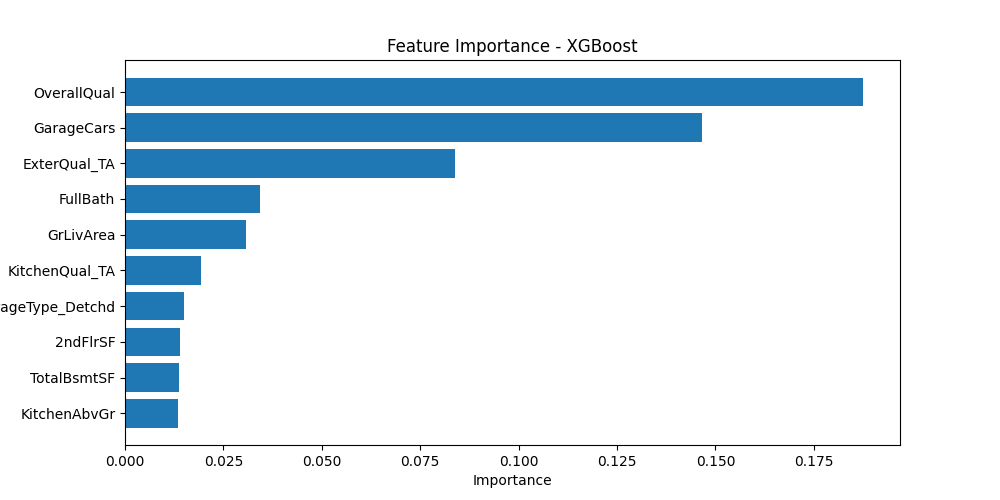 Feature Importance - XGBoost
OverallQual
GarageCars
ExterQual_TA
FullBath
GrLivArea
KitchenQual_TA
ageType_Detchd
2ndFlrSF
TotalBsmtSF
KitchenAbvGr
0.000 0.025 0.050 0.075 0.100 0.125 0.150 0.175
Importance